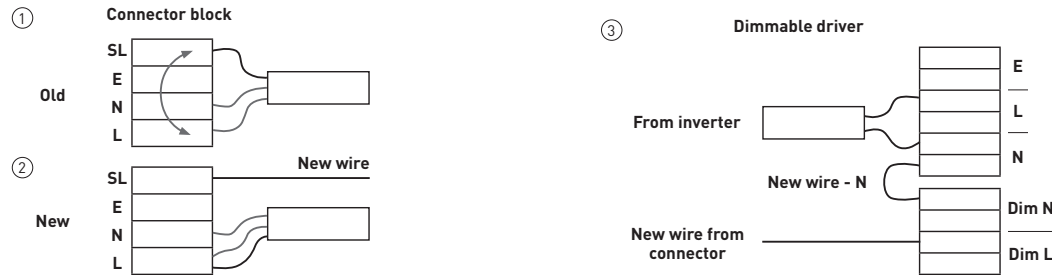 1
Connector block
Old
SL
E
N
L
2
New wire
New
SL
E
N
L
3
Dimmable driver
From inverter
New wire - N
New wire from
connector
E
L
N
Dim N
Dim L